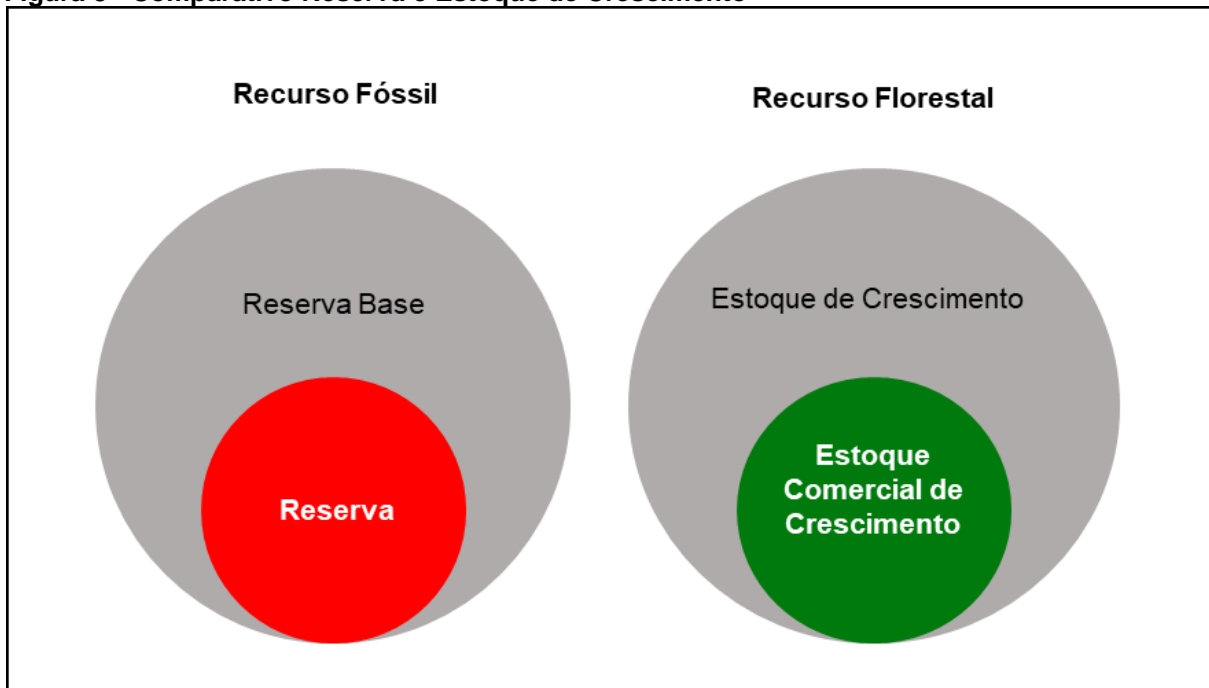 Recurso Fóssil
Recurso Florestal
Reserva Base
Estoque de Crescimento
Reserva
Estoque
Comercial de
Crescimento